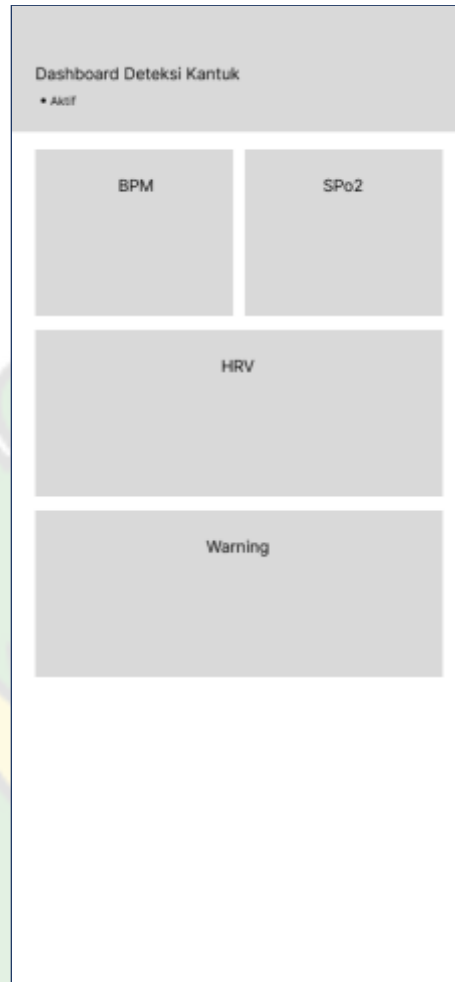 Dashboard Deteksi Kantuk
• Aktif
BPM
SPo2
HRV
Warning